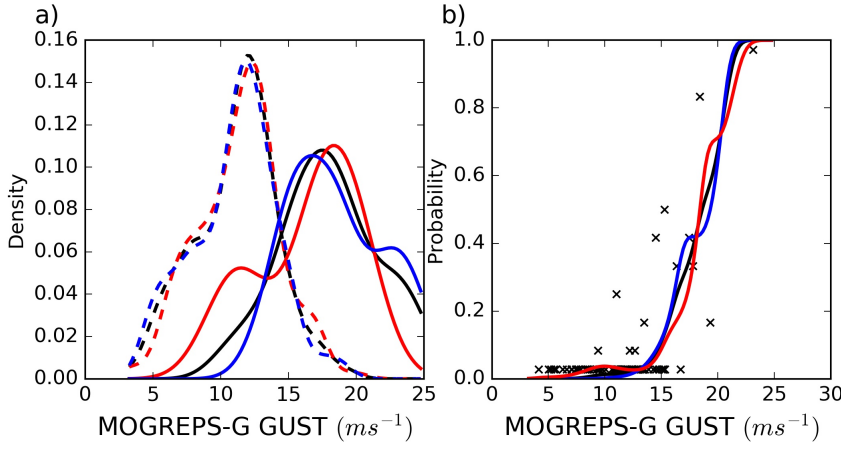 a)
b)
0.16
0.14
0.12
0.10
0.08
0.06
0.04
0.02
0.00
Density
0 5 10 15 20 25
MOGREPS-G GUST (ms⁻¹)
1.0
0.8
0.6
0.4
0.2
0.0
Probability
0 5 10 15 20 25 30
MOGREPS-G GUST (ms⁻¹)